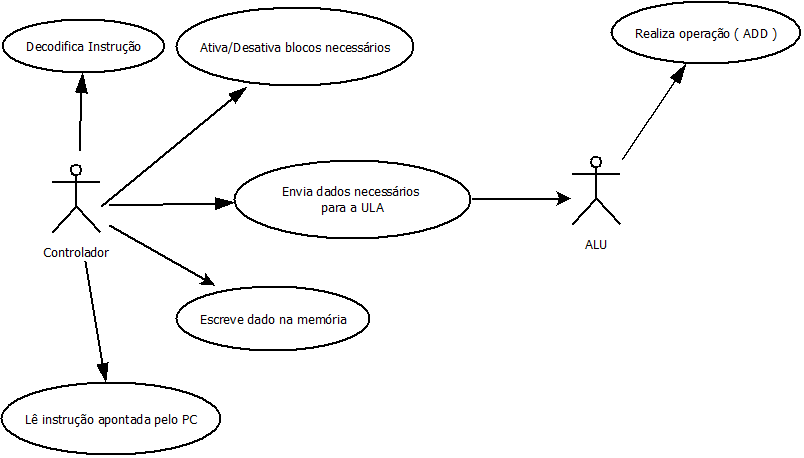 Realiza operação ( ADD )
Decodifica Instrução
Ativa/Desativa blocos necessários
Envia dados necessários
para a ULA
Controlador
ALU
Escreve dado na memória
Lê instrução apontada pelo PC